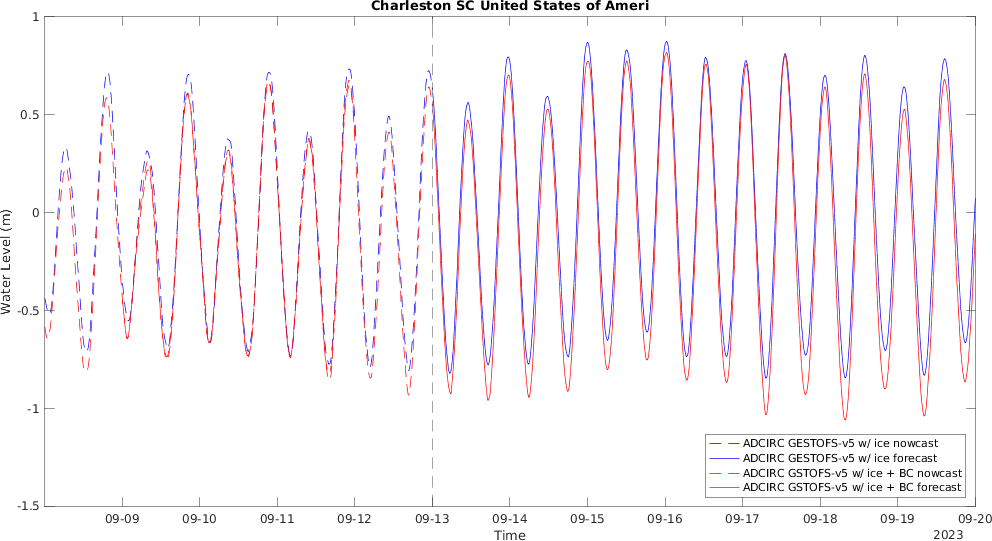 Charleston SC United States of Ameri
Water Level (m)
1
0.5
0
-0.5
-1
-1.5
ADCIRC GESTOFS-v5 w/ ice nowcast
ADCIRC GESTOFS-v5 w/ ice forecast
ADCIRC GSTOFS-v5 w/ ice + BC nowcast
ADCIRC GSTOFS-v5 w/ ice + BC forecast
09-09 09-10 09-11 09-12 09-13 09-14 09-15 09-16 09-17 09-18 09-19 09-20
Time
2023